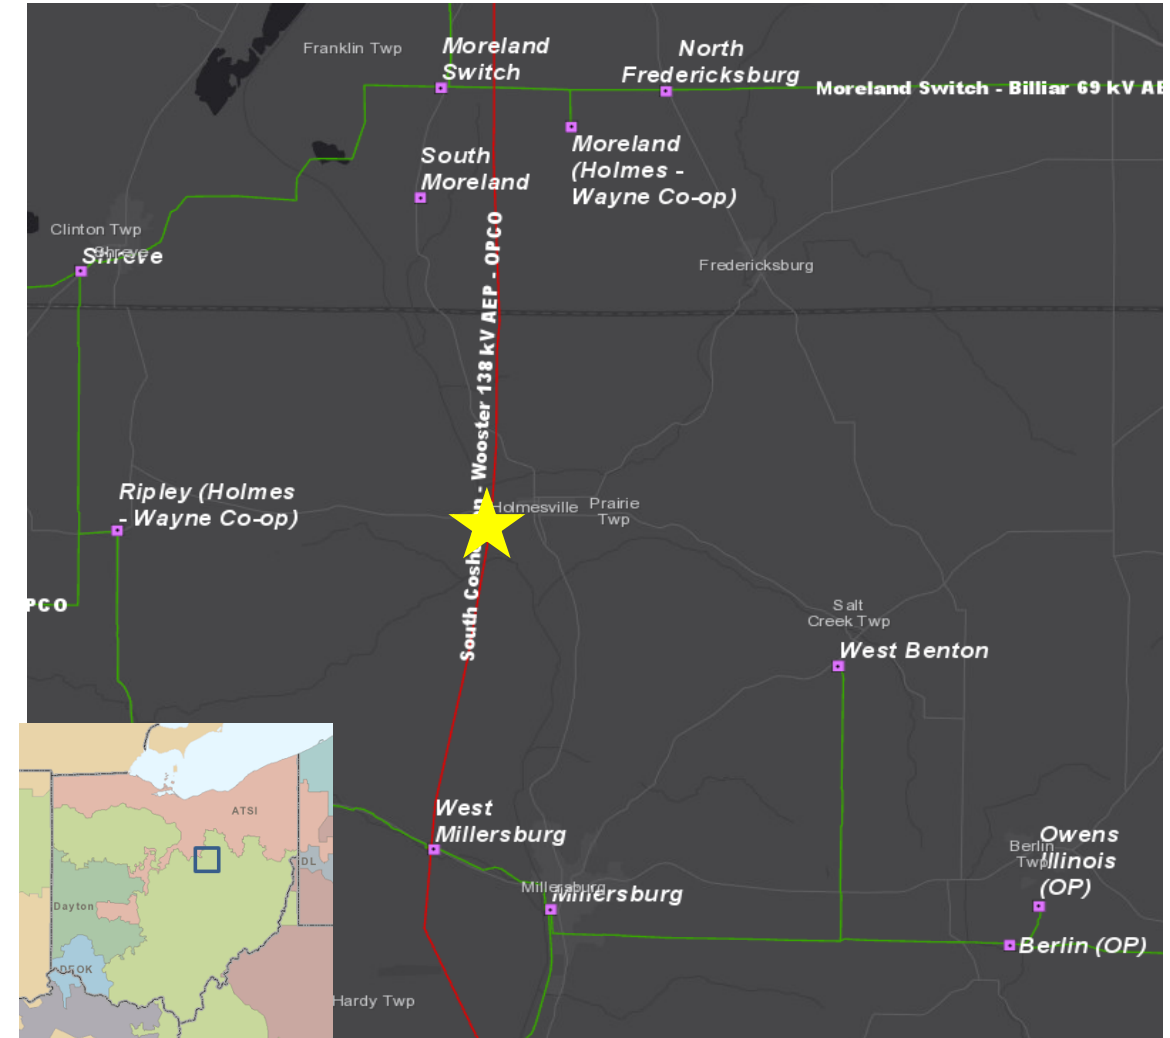 Franklin Twp
Moreland
Switch
North
Fredericksburg
Moreland Switch - Billiar 69 kV AE
Moreland
(Holmes -
Wayne Co-op)
South
Moreland
Clinton Twp
Shreve
Shreve
Fredericksburg
South Cosho n - Wooster 138 kV AEP - OPCO
Ripley (Holmes
- Wayne Co-op)
Holmesville
Prairie
Twp
PCO
Salt
Creek Twp
West Benton
West
Millersburg
Millersburg
Millersburg
Berlin
Twp
Owens
Illinois
(OP)
Berlin (OP)
Hardy Twp
ATSI
DL
Dayton
DEOK